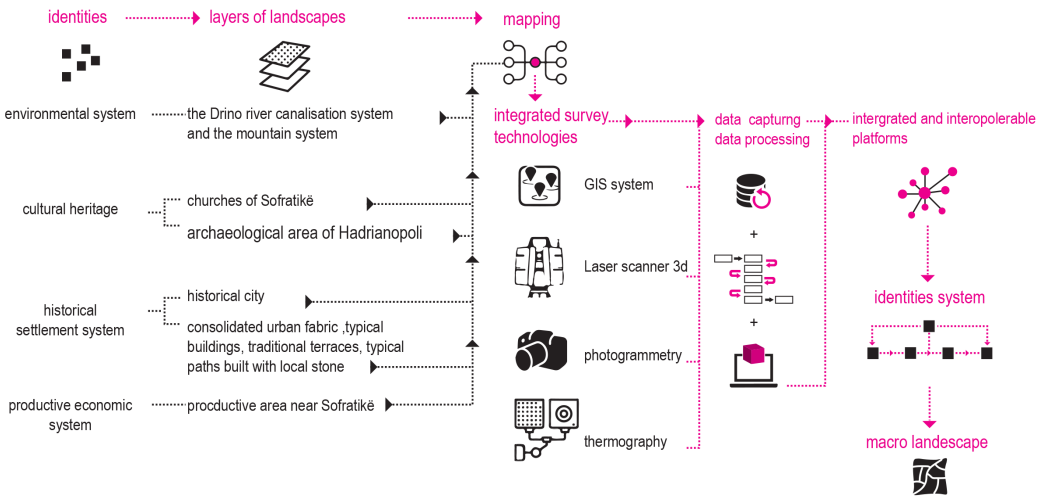 identities
layers of landscapes
mapping
environmental system
the Drino river canalisation system
and the mountain system
cultural heritage
churches of Sofratikë
archaeological area of Hadrianopoli
historical
settlement system
historical city
consolidated urban fabric ,typical
buildings, traditional terraces, typical
paths built with local stone
productive economic
system
procductive area near Sofratikë
integrated survey
technologies
GIS system
Laser scanner 3d
photogrammetry
thermography
data capturng
data processing
+
+
intergrated and interopolerable
platforms
identities system
macro landescape